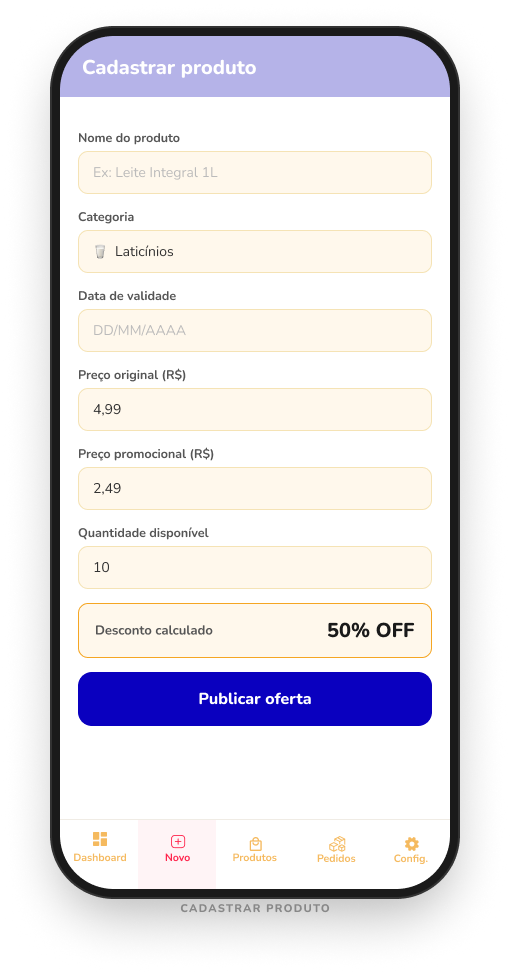 Cadastrar produto
Nome do produto
Ex: Leite Integral 1L
Categoria
Laticínios
Data de validade
DD/MM/AAAA
Preço original (R$)
4,99
Preço promocional (R$)
2,49
Quantidade disponível
10
Desconto calculado 50% OFF
Publicar oferta
Dashboard Novo Produtos Pedidos Config.
CADASTRAR PRODUTO